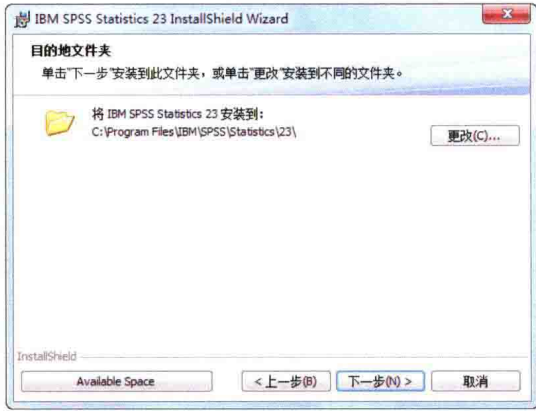 IBM SPSS Statistics 23 InstallShield Wizard
目的地文件夹
单击"下一步"安装到此文件夹，或单击"更改"安装到不同的文件夹。
将 IBM SPSS Statistics 23 安装到：
C:\Program Files\IBM\SPSS\Statistics\23\
更改(C)...
InstallShield
Available Space
< 上一步(B)
下一步(N) >
取消